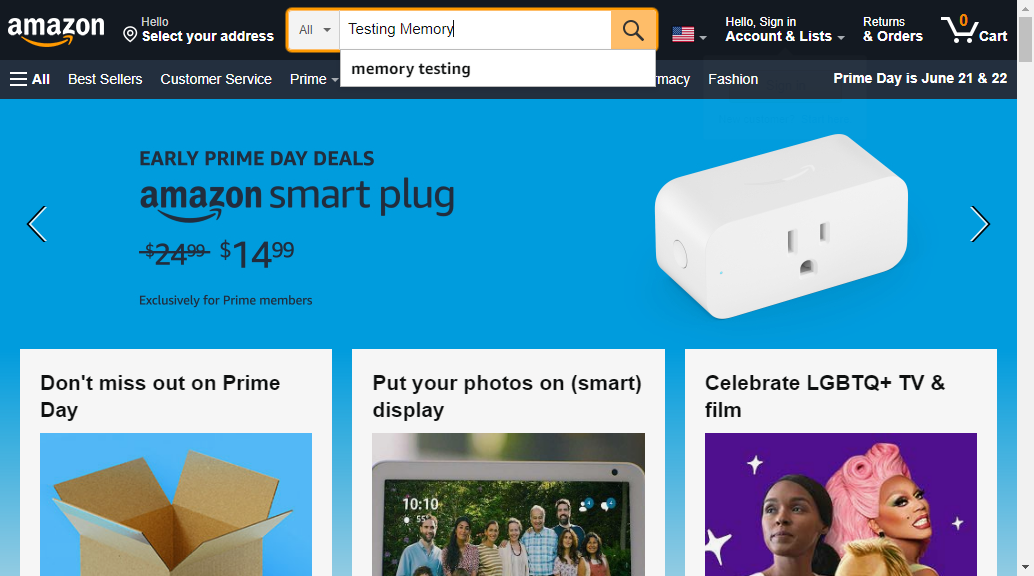 amazon
Hello
Select your address
All
Testing Memory
Hello, Sign in
Account & Lists
Returns
& Orders
0
Cart
memory testing
All
Best Sellers
Customer Service
Prime
macy
Fashion
Prime Day is June 21 & 22
EARLY PRIME DAY DEALS
amazon smart plug
$24.99 $14.99
Exclusively for Prime members
Don't miss out on Prime
Day
Put your photos on (smart)
display
Celebrate LGBTQ+ TV &
film
10:10